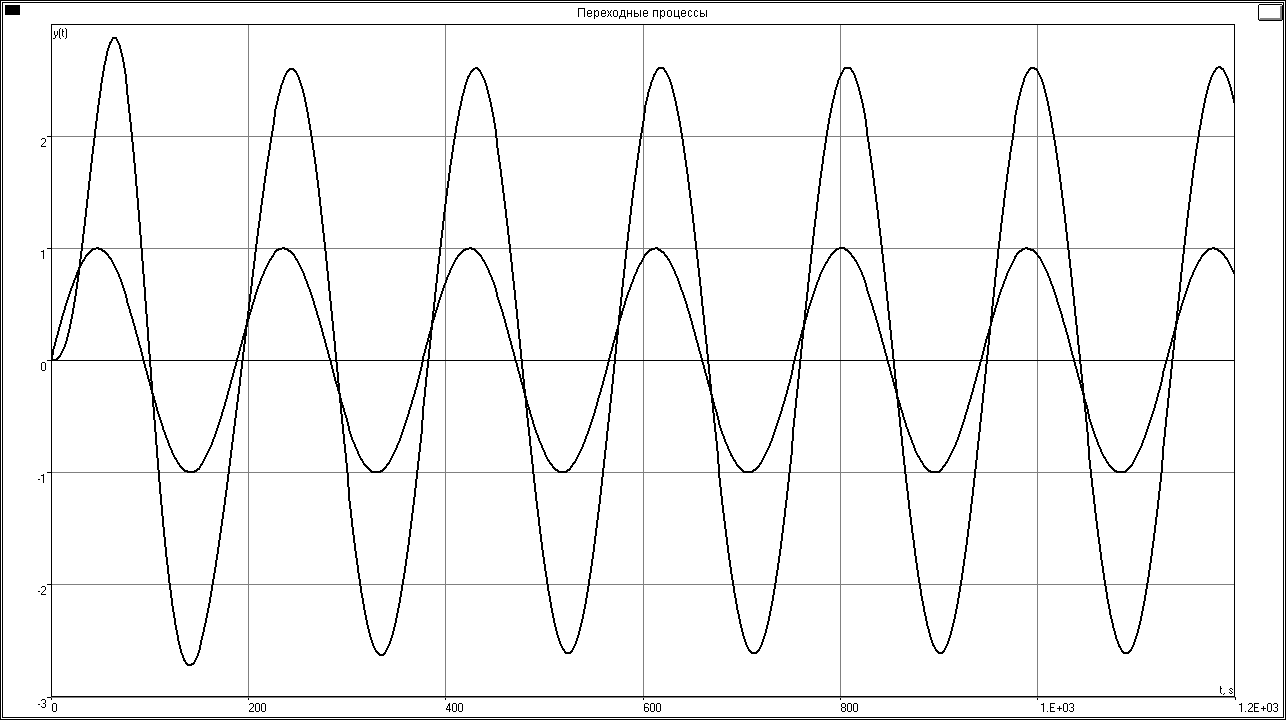 Переходные процессы
y(t)
2
1
0
-1
-2
-3
t, s
0
200
400
600
800
1.E+03
1.2E+03